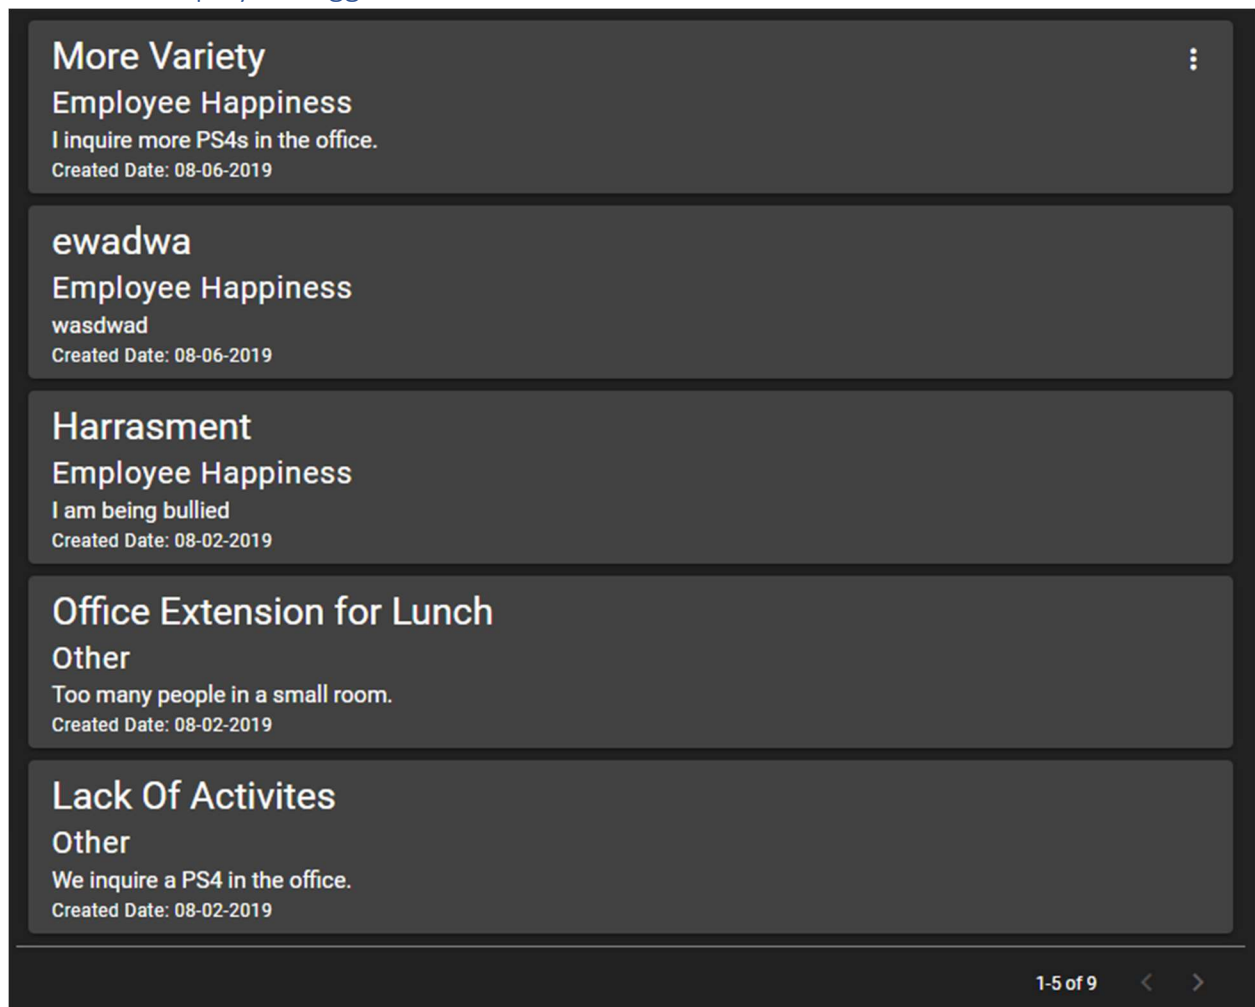 More Variety
Employee Happiness
I inquire more PS4s in the office.
Created Date: 08-06-2019
ewadwa
Employee Happiness
wasdwad
Created Date: 08-06-2019
Harrasment
Employee Happiness
I am being bullied
Created Date: 08-02-2019
Office Extension for Lunch
Other
Too many people in a small room.
Created Date: 08-02-2019
Lack Of Activites
Other
We inquire a PS4 in the office.
Created Date: 08-02-2019
1-5 of 9